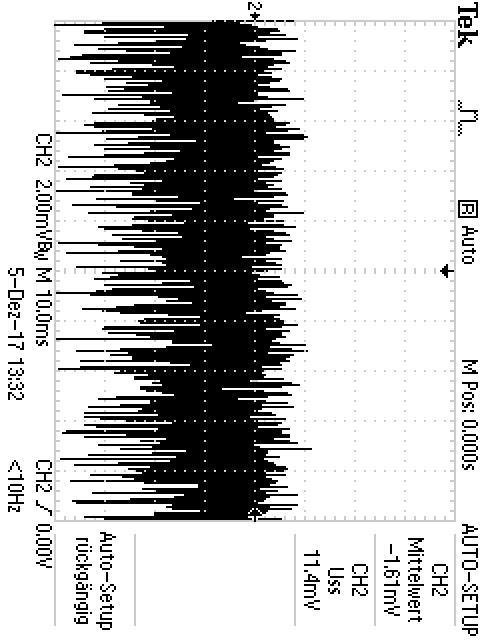 Tek Ⓡ Auto M Pos: 0.000s AUTO-SETUP
CH2
Mittelwert
-1.61mV
CH2
Uss
11.4mV
Auto-Setup
rückgängig
2
CH2 2.00mVBW M 10.0ms CH2 / 0.00V
5-Dez-17 13:32 <10Hz